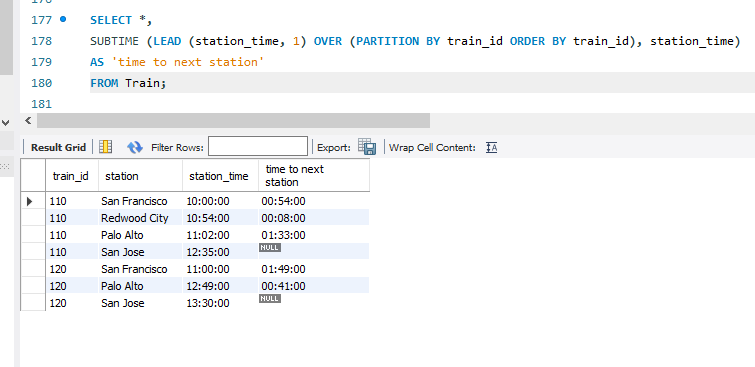 177 SELECT *,
178 SUBTIME (LEAD (station_time, 1) OVER (PARTITION BY train_id ORDER BY train_id), station_time)
179 AS 'time to next station'
180 FROM Train;
181
Result Grid Filter Rows: Export: Wrap Cell Content: IA
train_id station station_time time to next
station
110 San Francisco 10:00:00 00:54:00
110 Redwood City 10:54:00 00:08:00
110 Palo Alto 11:02:00 01:33:00
110 San Jose 12:35:00 NULL
120 San Francisco 11:00:00 01:49:00
120 Palo Alto 12:49:00 00:41:00
120 San Jose 13:30:00 NULL